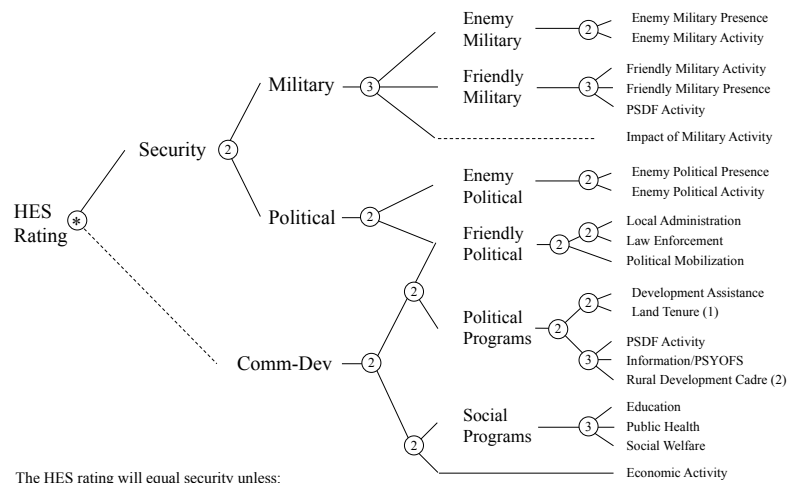 Enemy Military
2
Enemy Military Presence
Enemy Military Activity
Military
3
Friendly Military
3
Friendly Military Activity
Friendly Military Presence
PSDF Activity
Impact of Military Activity
Security
2
Enemy Political
2
Enemy Political Presence
Enemy Political Activity
HES Rating
*
Political
2
Friendly Political
2
2
Local Administration
Law Enforcement
Political Mobilization
2
Political Programs
2
2
Development Assistance
Land Tenure (1)
3
PSDF Activity
Information/PSYOFS
Rural Development Cadre (2)
Comm-Dev
2
Social Programs
3
Education
Public Health
Social Welfare
2
Economic Activity
The HES rating will equal security unless: